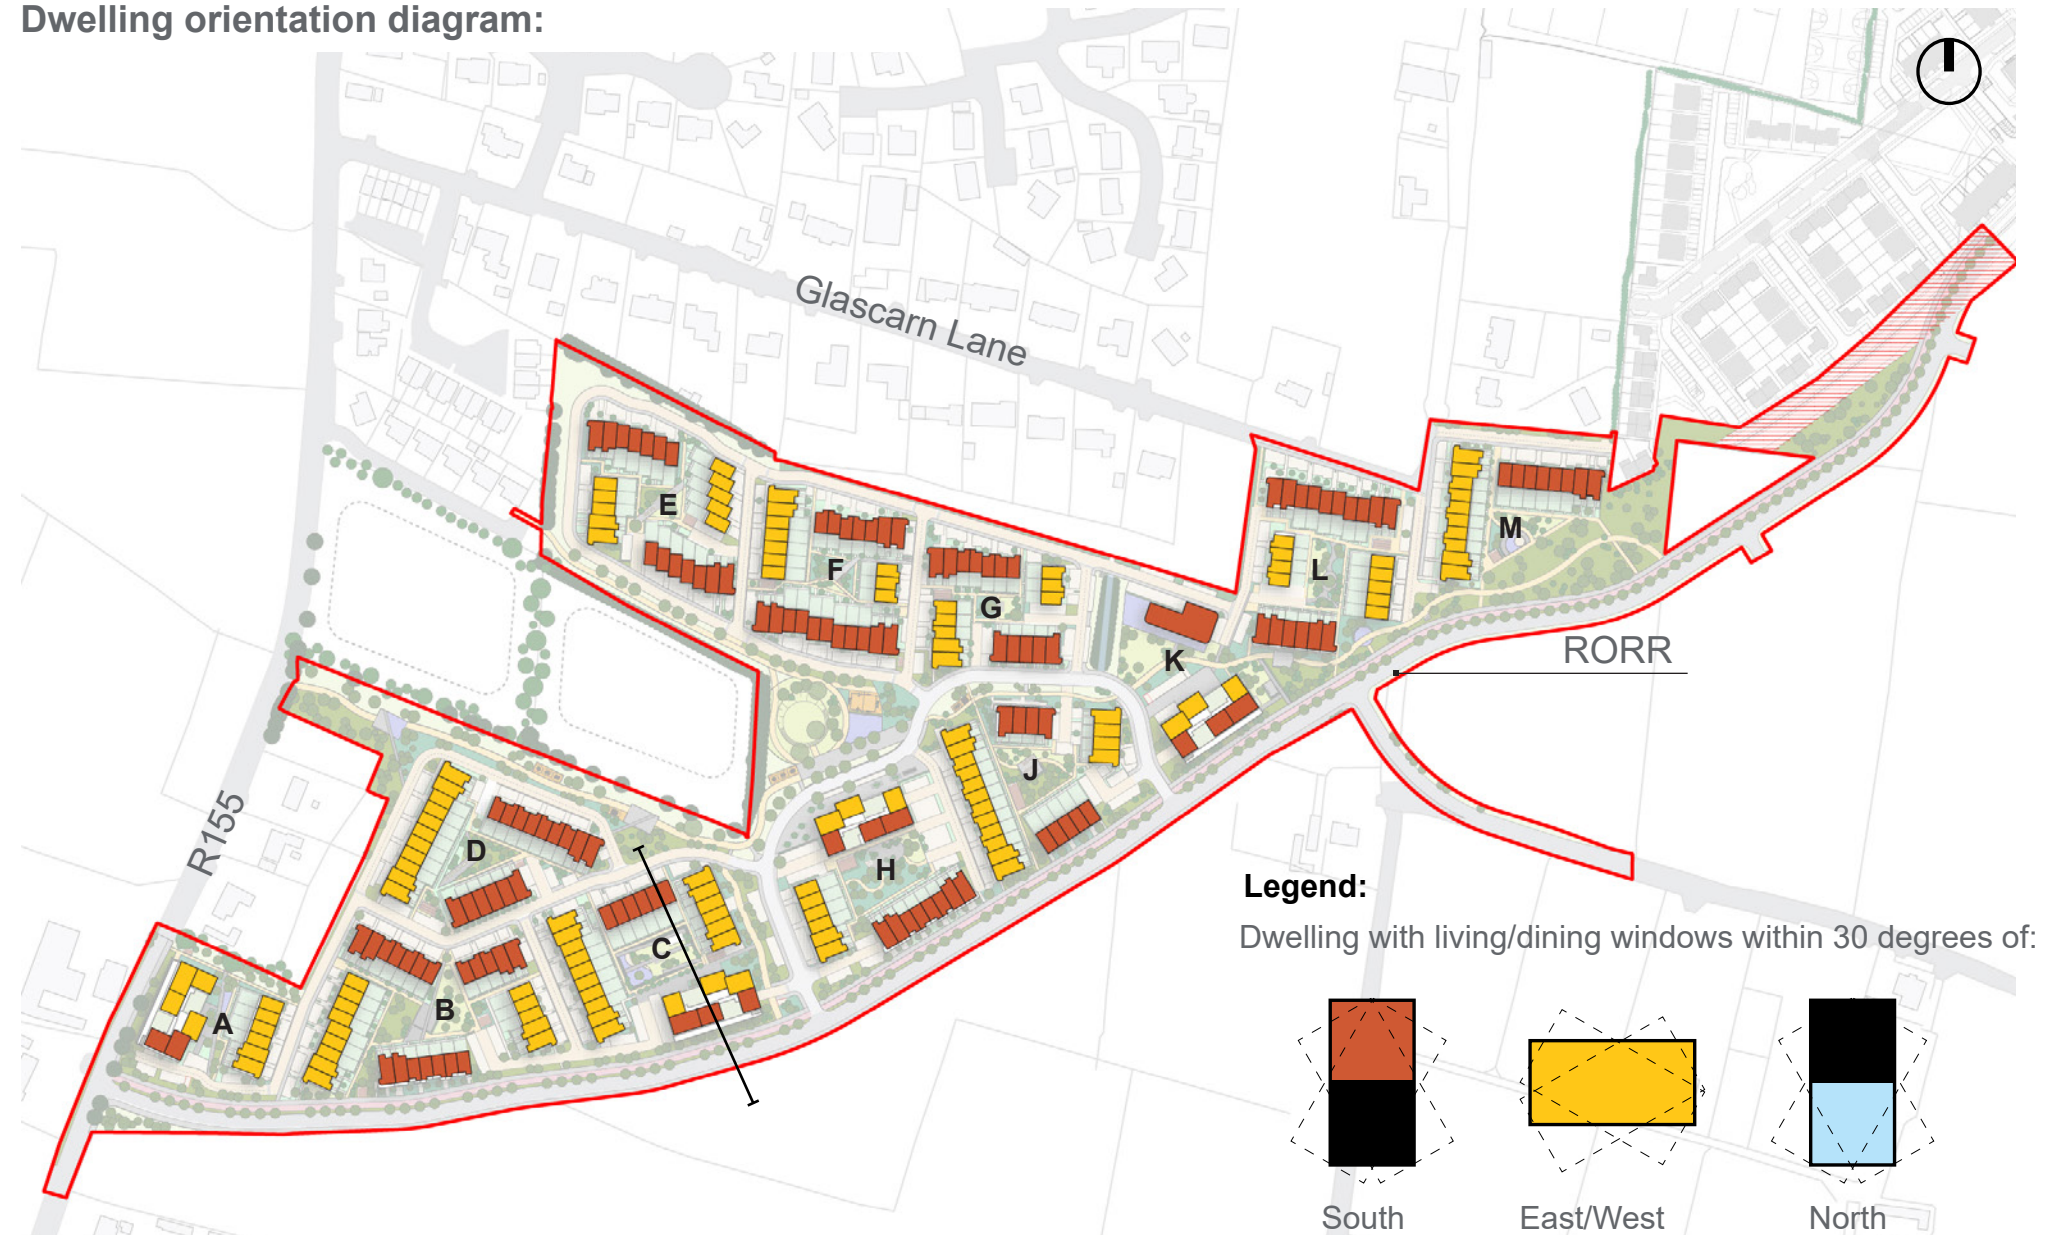 Dwelling orientation diagram:
Glascarn Lane
E
M
F
L
G
K
RORR
R155
J
D
H
C
B
A
Legend:
Dwelling with living/dining windows within 30 degrees of:
South
East/West
North